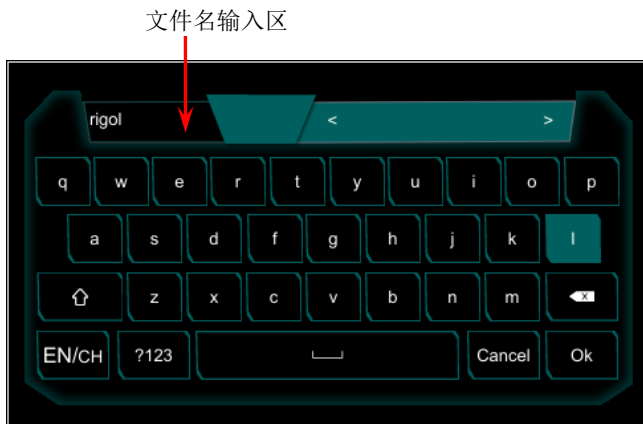 文件名输入区
rigol < >
q w e r t y u i o p
a s d f g h j k l
z x c v b n m x
EN/CH ?123 Cancel Ok